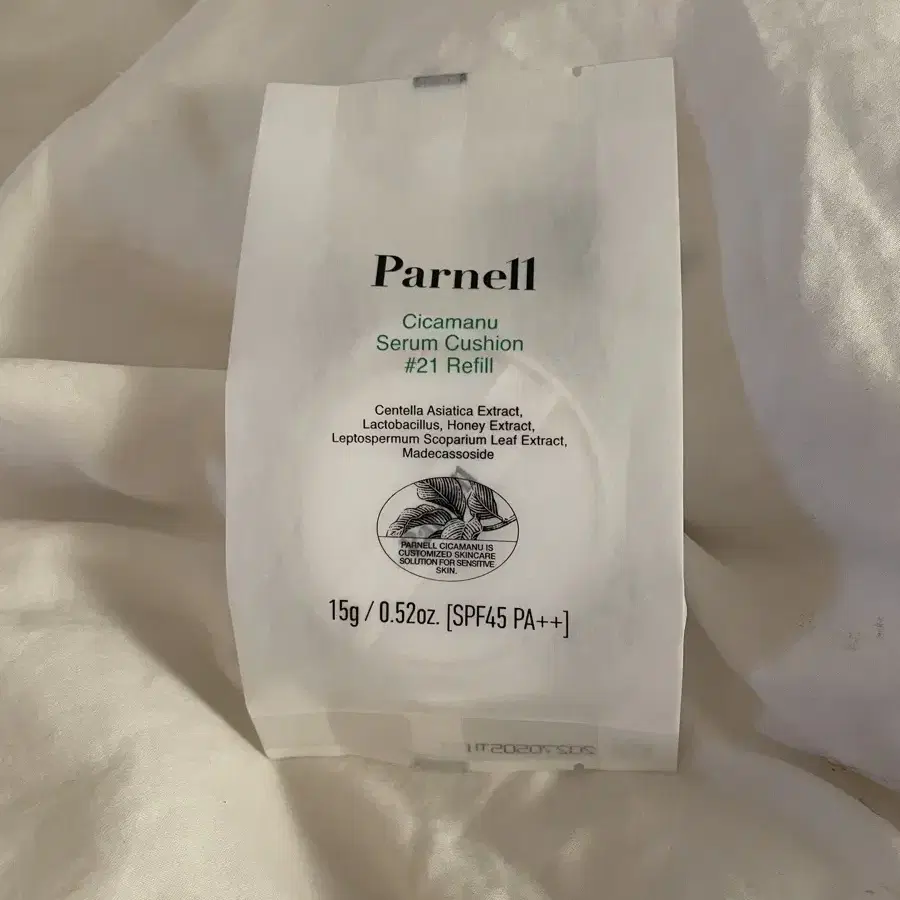 Parnell
Cicamanu
Serum Cushion
#21 Refill
Centella Asiatica Extract,
Lactobacillus, Honey Extract,
Leptospermum Scoparium Leaf Extract,
Madecassoside
PARNELL CICAMANU IS
CUSTOMIZED SKINCARE
SOLUTION FOR SENSITIVE
SKIN.
15g / 0.52oz. [SPF45 PA++]